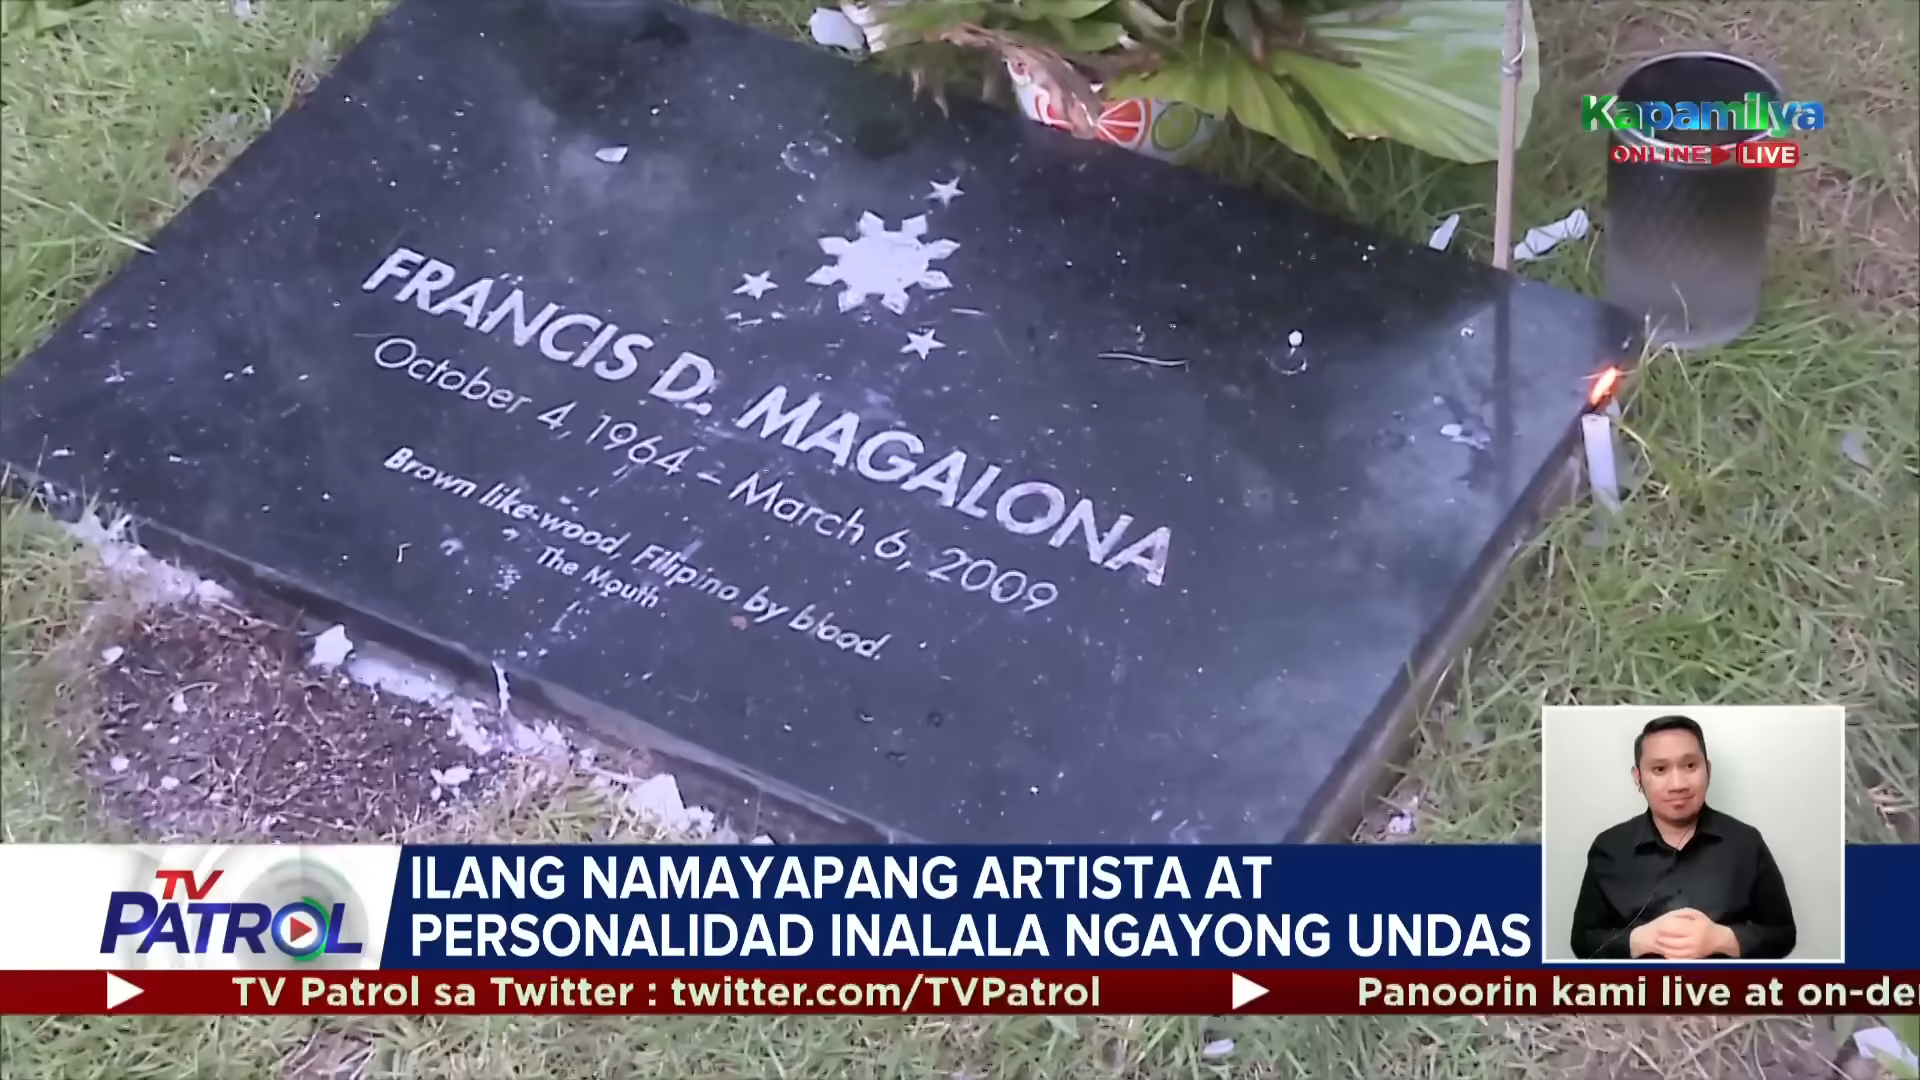 Kapamilya
ONLINE LIVE
FRANCIS D. MAGALONA
October 4, 1964 – March 6, 2009
Brown like wood, Filipino by blood.
The Mouth
TV PATROL
ILANG NAMAYAPANG ARTISTA AT
PERSONALIDAD INALALA NGAYONG UNDAS
TV Patrol sa Twitter : twitter.com/TVPatrol
Panoorin kami live at on-de